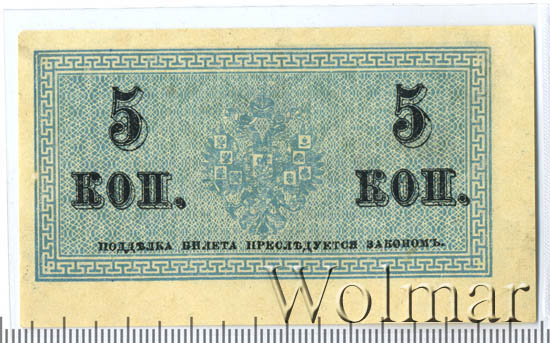 5 5
КОП. КОП.
ПОДДѢЛКА БИЛЕТА ПРЕСЛѢДУЕТСЯ ЗАКОНОМЪ.
Wolmar